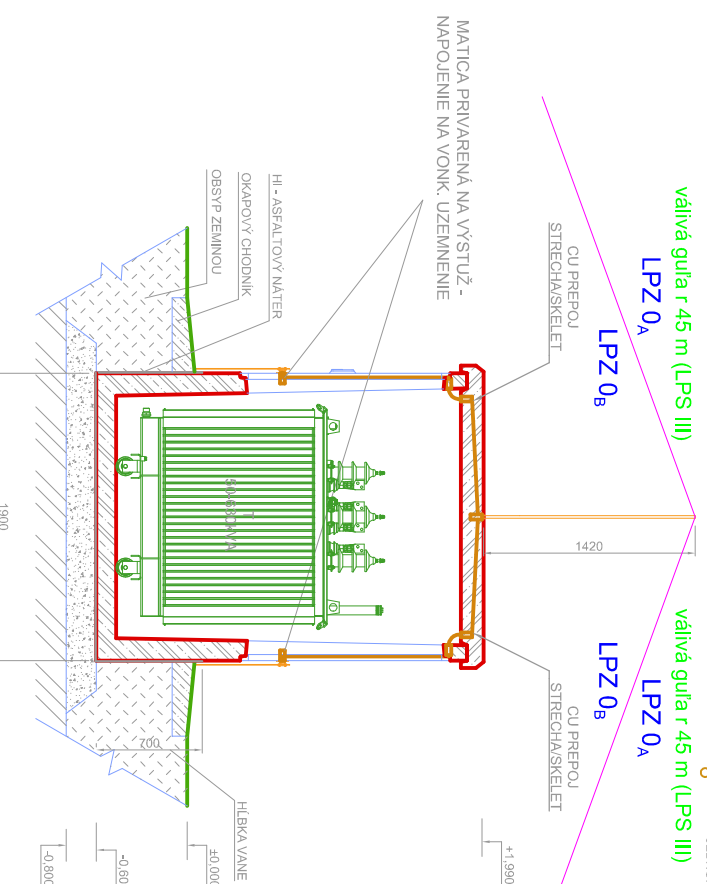 MATICA PRIVARENÁ NA VÝSTUŽ -
NAPOJENIE NA VONK. UZEMNENIE
válivá guľa r 45 m (LPS III)
LPZ 0A
LPZ 0B
CU PREPOJ
STRECHA/SKELET
HI - ASFALTOVÝ NÁTER
OKAPOVÝ CHODNÍK
OBSYP ZEMINOU
1420
válivá guľa r 45 m (LPS III)
LPZ 0A
LPZ 0B
CU PREPOJ
STRECHA/SKELET
T
1900
700
HĹBKA VANE
+1,990
±0,000
-0,60
-0,800